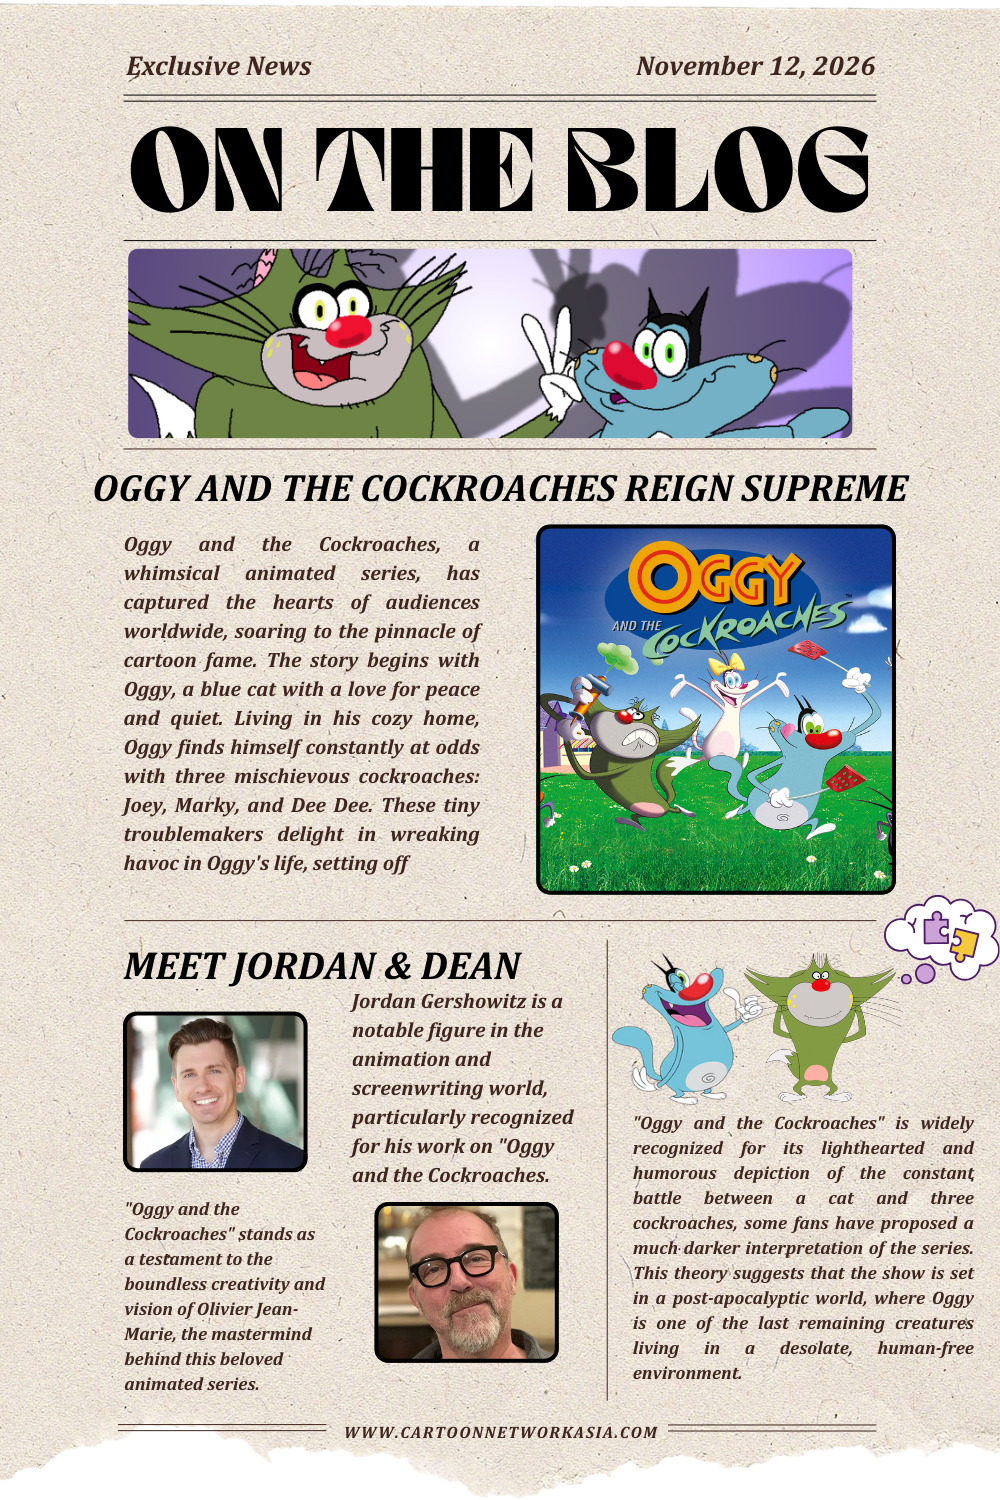 Exclusive News
November 12, 2026
ON THE BLOG
OGGY AND THE COCKROACHES REIGN SUPREME
Oggy and the Cockroaches, a
whimsical animated series, has
captured the hearts of audiences
worldwide, soaring to the pinnacle of
cartoon fame. The story begins with
Oggy, a blue cat with a love for peace
and quiet. Living in his cozy home,
Oggy finds himself constantly at odds
with three mischievous cockroaches:
Joey, Marky, and Dee Dee. These tiny
troublemakers delight in wreaking
havoc in Oggy's life, setting off
OGGY
AND THE
COCKROACHES
TM
MEET JORDAN & DEAN
Jordan Gershowitz is a
notable figure in the
animation and
screenwriting world,
particularly recognized
for his work on "Oggy
and the Cockroaches.
"Oggy and the
Cockroaches" stands as
a testament to the
boundless creativity and
vision of Olivier Jean-
Marie, the mastermind
behind this beloved
animated series.
"Oggy and the Cockroaches" is widely
recognized for its lighthearted and
humorous depiction of the constant
battle between a cat and three
cockroaches, some fans have proposed a
much darker interpretation of the series.
This theory suggests that the show is set
in a post-apocalyptic world, where Oggy
is one of the last remaining creatures
living in a desolate, human-free
environment.
WWW.CARTOONNETWORKASIA.COM